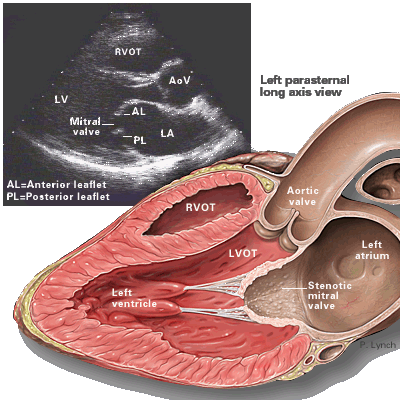 RVOT
AoV
LV
AL
Mitral
valve
LA
PL
AL=Anterior leaflet
PL=Posterior leaflet
Left parasternal
long axis view
Aortic
valve
RVOT
LVOT
Left
atrium
Left
ventricle
Stenotic
mitral
valve
P. Lynch